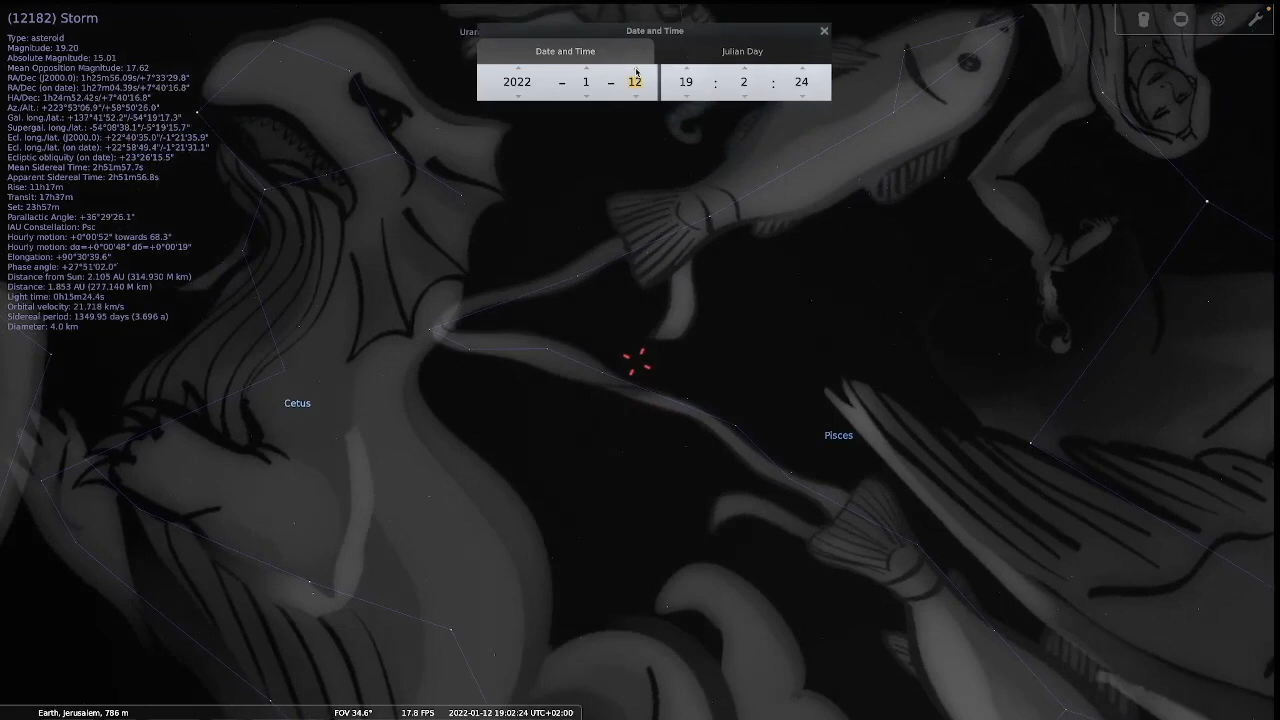 (12182) Storm
Type: asteroid
Magnitude: 19.20
Absolute Magnitude: 15.01
Mean Opposition Magnitude: 17.62
RA/Dec (J2000.0): 1h25m56.09s/+7°33'29.8"
RA/Dec (on date): 1h27m04.39s/+7°40'16.8"
HA/Dec: 1h24m52.42s/+7°40'16.8"
Az./Alt.: +223°53'06.9"/+58°50'26.0"
Gal. long./lat.: +137°41'52.2"/-54°19'17.3"
Supergal. long./lat.: -54°08'38.1"/-5°19'15.7"
Ecl. long./lat. (J2000.0): +22°40'35.0"/-1°21'35.9"
Ecl. long./lat. (on date): +22°58'49.4"/-1°21'31.1"
Ecliptic obliquity (on date): +23°26'15.5"
Mean Sidereal Time: 2h51m57.7s
Apparent Sidereal Time: 2h51m56.8s
Rise: 11h17m
Transit: 17h37m
Set: 23h57m
Parallactic Angle: +36°29'26.1"
IAU Constellation: Psc
Hourly motion: +0°00'52" towards 68.3°
Hourly motion: dα=+0°00'48" dδ=+0°00'19"
Elongation: +90°30'39.6"
Phase angle: +27°51'02.0"
Distance from Sun: 2.105 AU (314.930 M km)
Distance: 1.853 AU (277.140 M km)
Light time: 0h15m24.4s
Orbital velocity: 21.718 km/s
Sidereal period: 1349.95 days (3.696 a)
Diameter: 4.0 km
Uran
Date and Time
Date and Time Julian Day
2022 – 1 – 12 19 : 2 : 24
Cetus
Pisces
Earth, Jerusalem, 786 m FOV 34.6° 17.8 FPS 2022-01-12 19:02:24 UTC+02:00